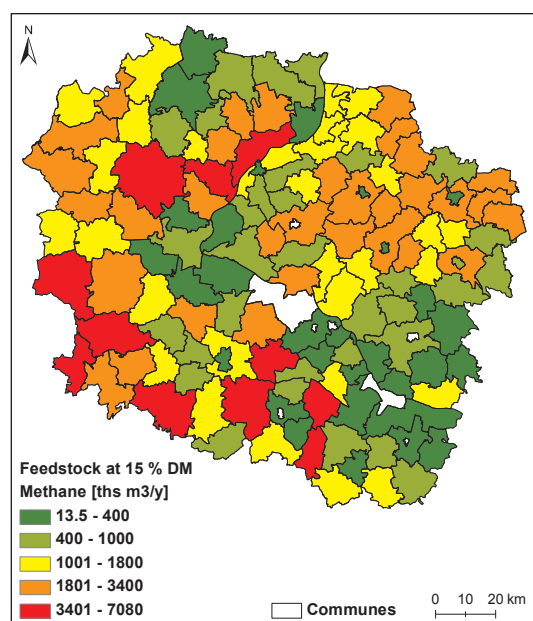 N
Feedstock at 15 % DM
Methane [ths m3/y]
13.5 - 400
400 - 1000
1001 - 1800
1801 - 3400
3401 - 7080
Communes
0 10 20 km